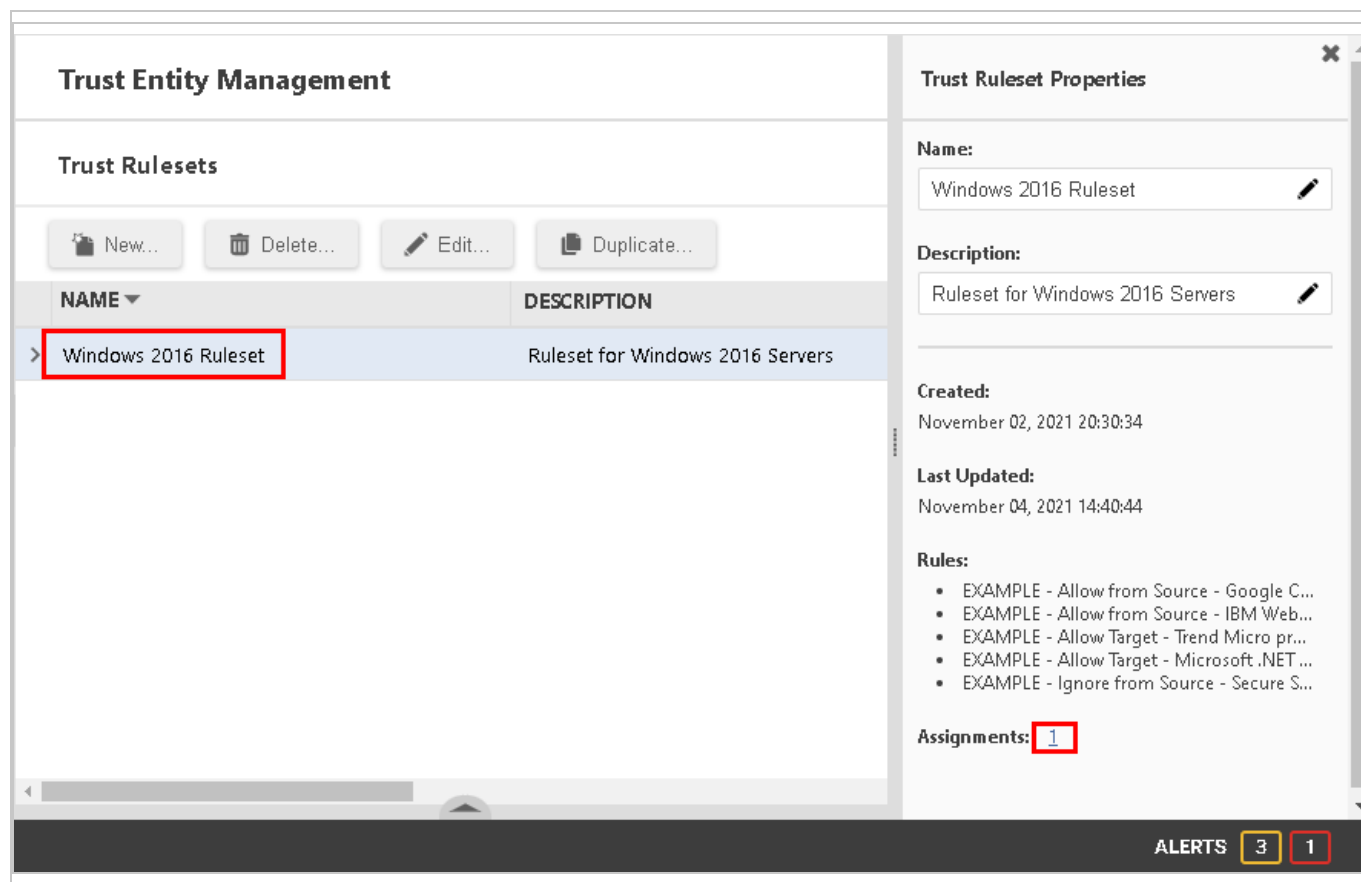 Trust Entity Management
Trust Rulesets
New...
Delete...
Edit...
Duplicate...
NAME
DESCRIPTION
Windows 2016 Ruleset
Ruleset for Windows 2016 Servers
Trust Ruleset Properties
Name:
Windows 2016 Ruleset
Description:
Ruleset for Windows 2016 Servers
Created:
November 02, 2021 20:30:34
Last Updated:
November 04, 2021 14:40:44
Rules:
• EXAMPLE - Allow from Source - Google C...
• EXAMPLE - Allow from Source - IBM Web...
• EXAMPLE - Allow Target - Trend Micro pr...
• EXAMPLE - Allow Target - Microsoft .NET ...
• EXAMPLE - Ignore from Source - Secure S...
Assignments: 1
ALERTS 3 1